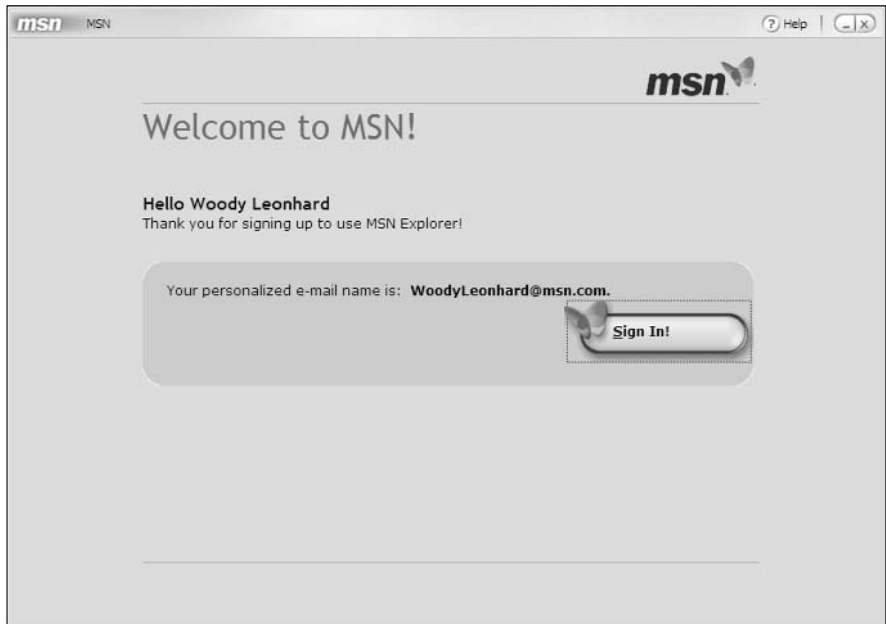 msn MSN Help
msn
Welcome to MSN!
Hello Woody Leonhard
Thank you for signing up to use MSN Explorer!
Your personalized e-mail name is: WoodyLeonhard@msn.com.
Sign In!